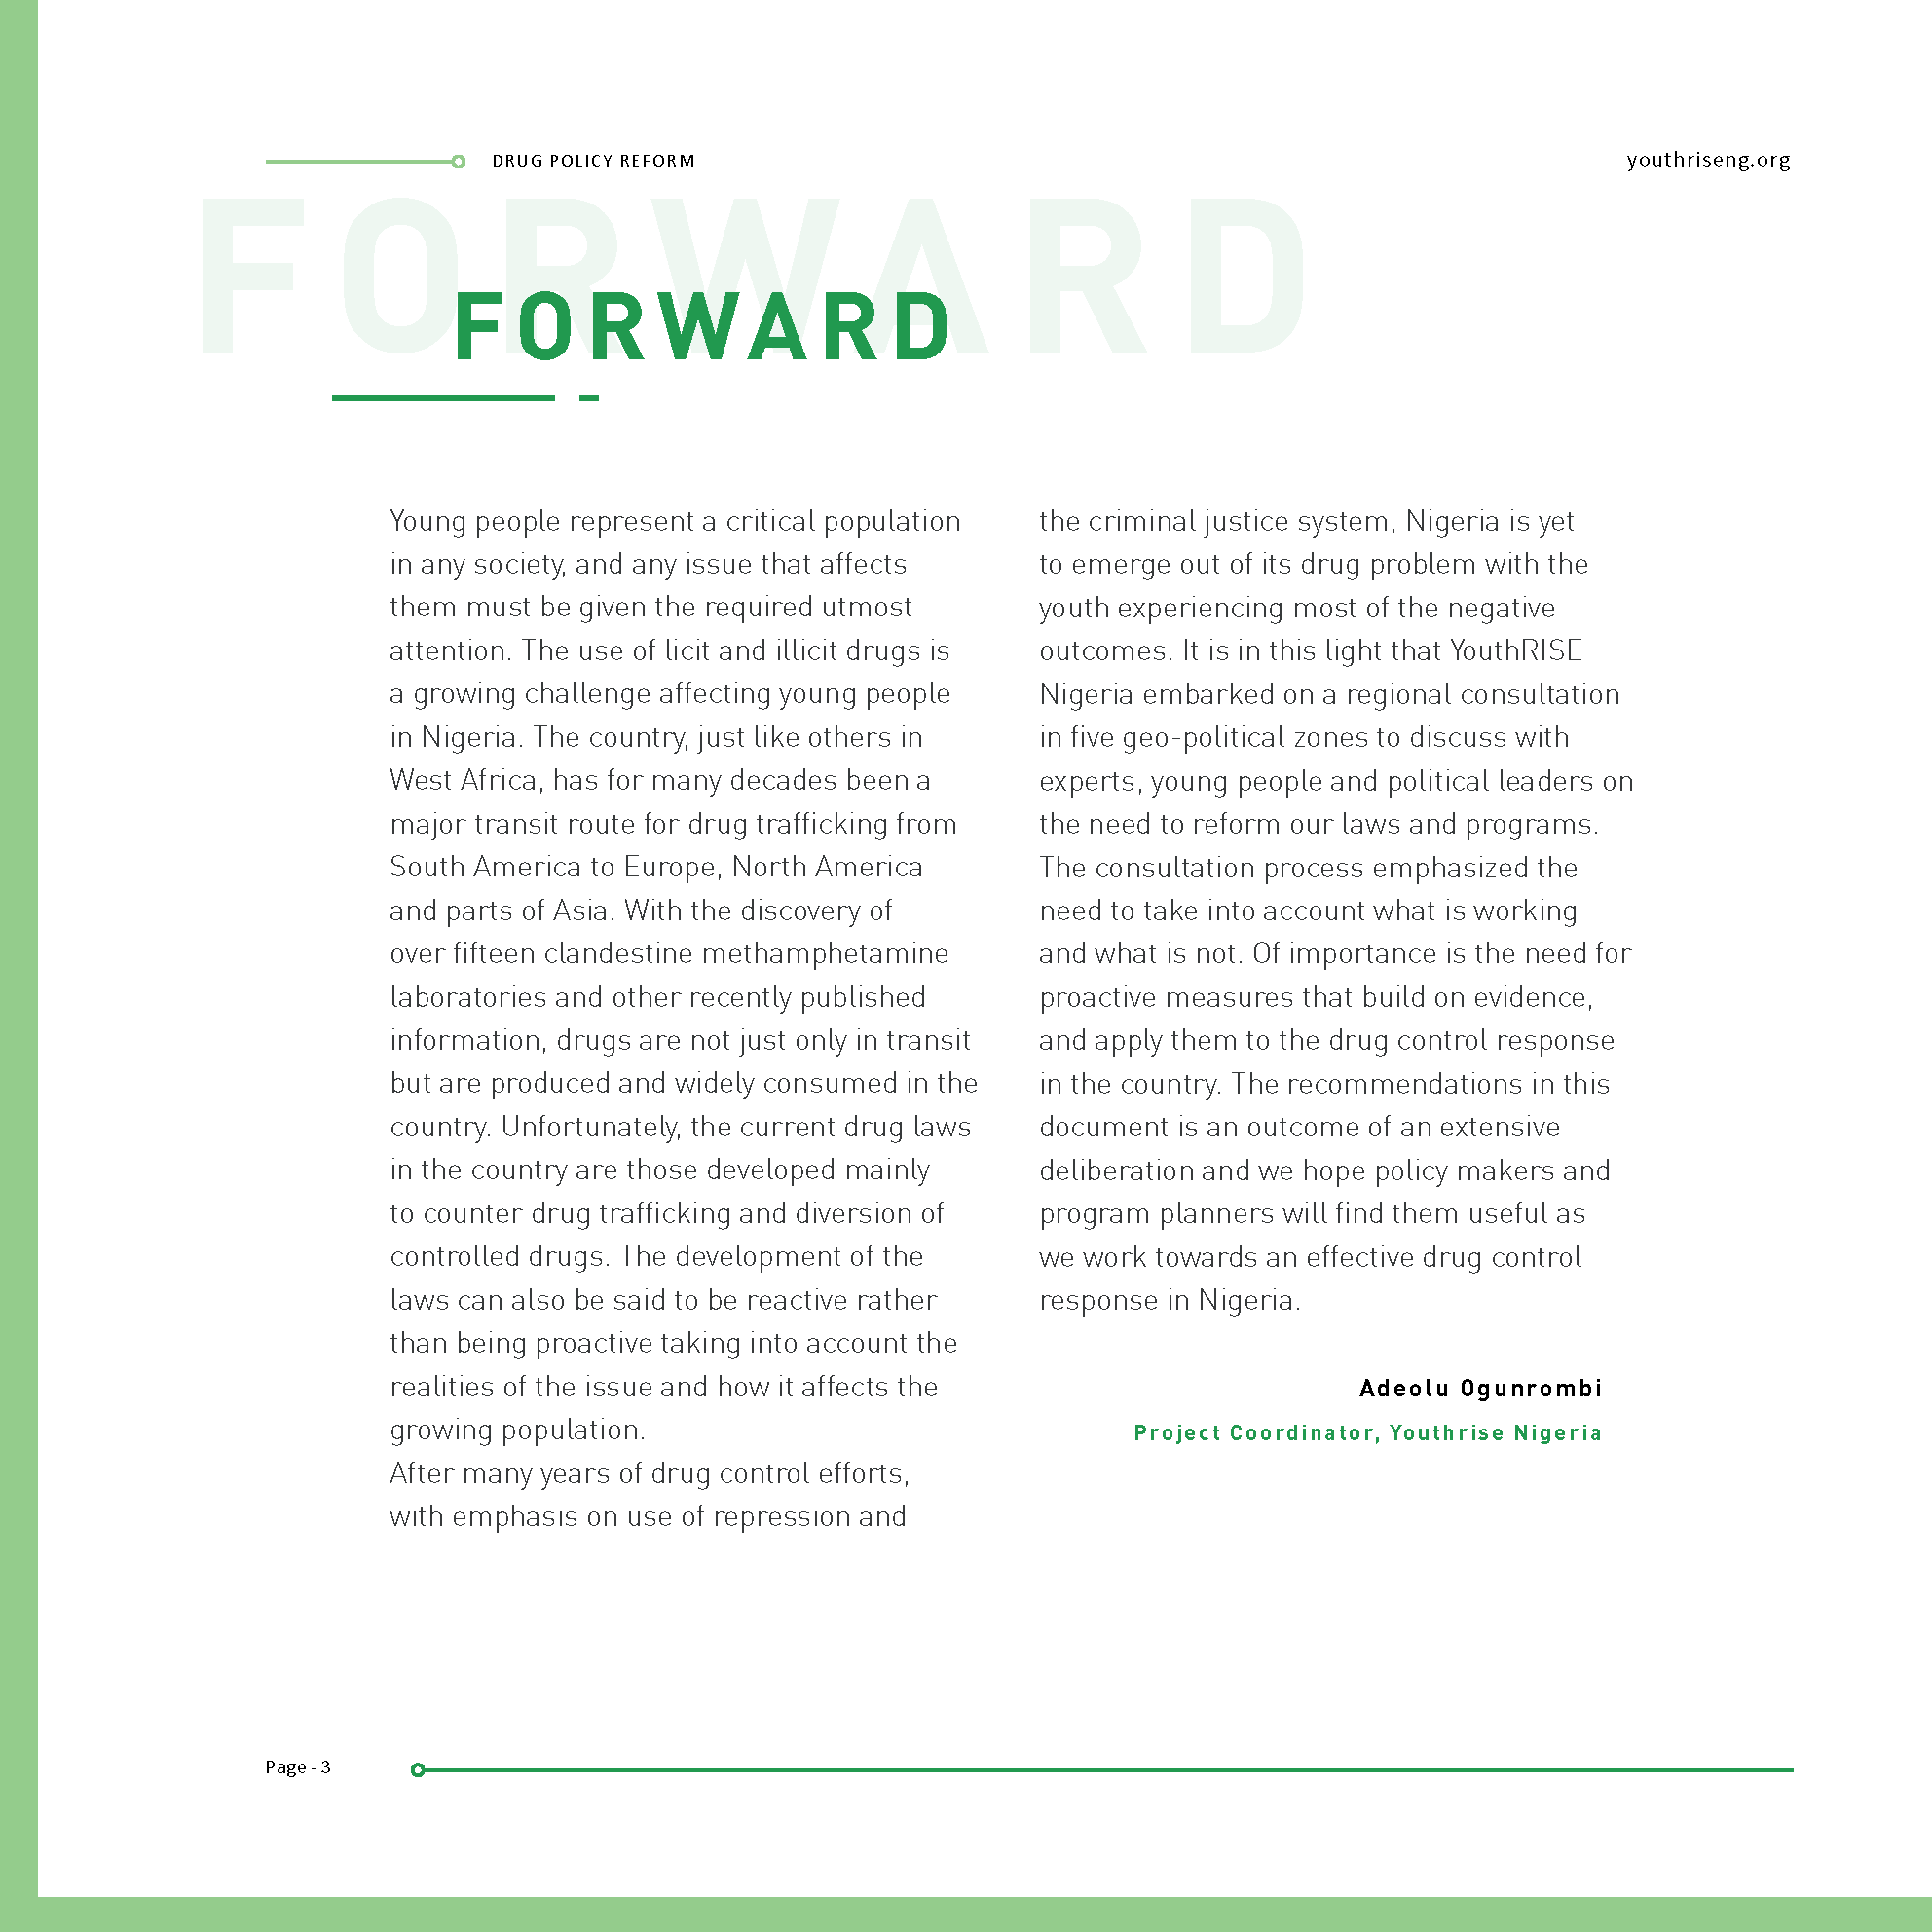 DRUG POLICY REFORM
youthriseng.org
FORWARD
FORWARD
Young people represent a critical population
in any society, and any issue that affects
them must be given the required utmost
attention. The use of licit and illicit drugs is
a growing challenge affecting young people
in Nigeria. The country, just like others in
West Africa, has for many decades been a
major transit route for drug trafficking from
South America to Europe, North America
and parts of Asia. With the discovery of
over fifteen clandestine methamphetamine
laboratories and other recently published
information, drugs are not just only in transit
but are produced and widely consumed in the
country. Unfortunately, the current drug laws
in the country are those developed mainly
to counter drug trafficking and diversion of
controlled drugs. The development of the
laws can also be said to be reactive rather
than being proactive taking into account the
realities of the issue and how it affects the
growing population.
After many years of drug control efforts,
with emphasis on use of repression and
the criminal justice system, Nigeria is yet
to emerge out of its drug problem with the
youth experiencing most of the negative
outcomes. It is in this light that YouthRISE
Nigeria embarked on a regional consultation
in five geo-political zones to discuss with
experts, young people and political leaders on
the need to reform our laws and programs.
The consultation process emphasized the
need to take into account what is working
and what is not. Of importance is the need for
proactive measures that build on evidence,
and apply them to the drug control response
in the country. The recommendations in this
document is an outcome of an extensive
deliberation and we hope policy makers and
program planners will find them useful as
we work towards an effective drug control
response in Nigeria.
Adeolu Ogunrombi
Project Coordinator, Youthrise Nigeria
Page - 3